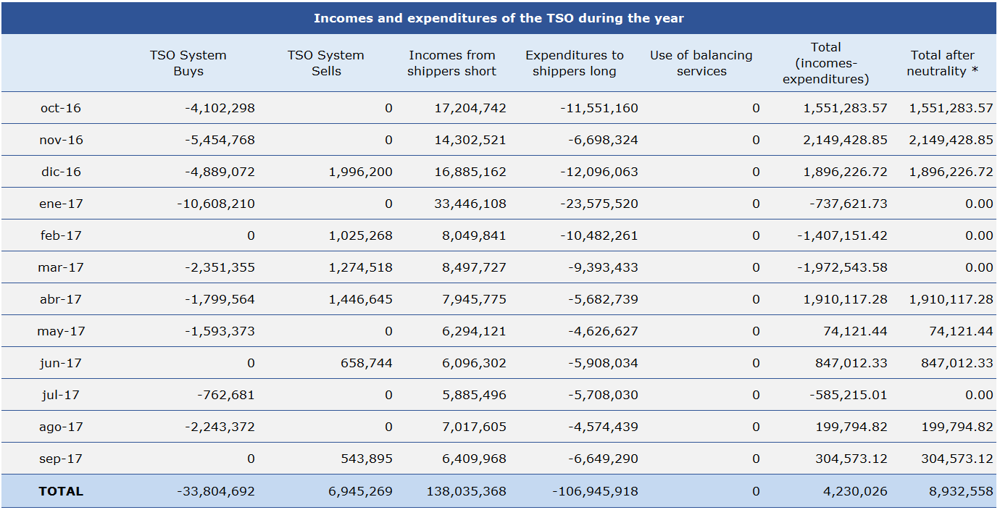 Incomes and expenditures of the TSO during the year
TSO System Buys TSO System Sells Incomes from shippers short Expenditures to shippers long Use of balancing services Total (incomes-expenditures) Total after neutrality *
oct-16 -4,102,298 0 17,204,742 -11,551,160 0 1,551,283.57 1,551,283.57
nov-16 -5,454,768 0 14,302,521 -6,698,324 0 2,149,428.85 2,149,428.85
dic-16 -4,889,072 1,996,200 16,885,162 -12,096,063 0 1,896,226.72 1,896,226.72
ene-17 -10,608,210 0 33,446,108 -23,575,520 0 -737,621.73 0.00
feb-17 0 1,025,268 8,049,841 -10,482,261 0 -1,407,151.42 0.00
mar-17 -2,351,355 1,274,518 8,497,727 -9,393,433 0 -1,972,543.58 0.00
abr-17 -1,799,564 1,446,645 7,945,775 -5,682,739 0 1,910,117.28 1,910,117.28
may-17 -1,593,373 0 6,294,121 -4,626,627 0 74,121.44 74,121.44
jun-17 0 658,744 6,096,302 -5,908,034 0 847,012.33 847,012.33
jul-17 -762,681 0 5,885,496 -5,708,030 0 -585,215.01 0.00
ago-17 -2,243,372 0 7,017,605 -4,574,439 0 199,794.82 199,794.82
sep-17 0 543,895 6,409,968 -6,649,290 0 304,573.12 304,573.12
TOTAL -33,804,692 6,945,269 138,035,368 -106,945,918 0 4,230,026 8,932,558